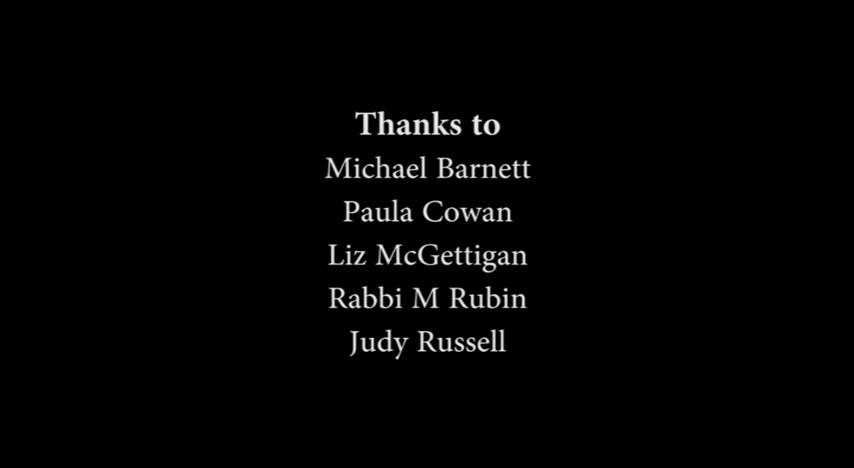 Thanks to
Michael Barnett
Paula Cowan
Liz McGettigan
Rabbi M Rubin
Judy Russell